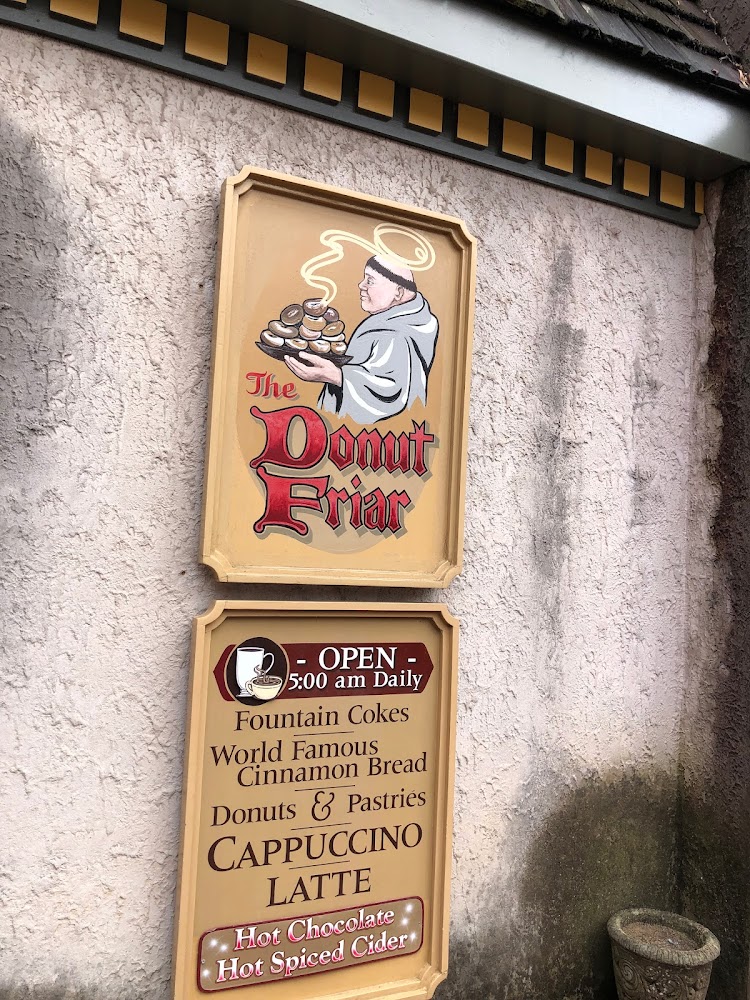 The
Donut
Friar
- OPEN -
5:00 am Daily
Fountain Cokes
World Famous
Cinnamon Bread
Donuts & Pastries
CAPPUCCINO
LATTE
Hot Chocolate
Hot Spiced Cider